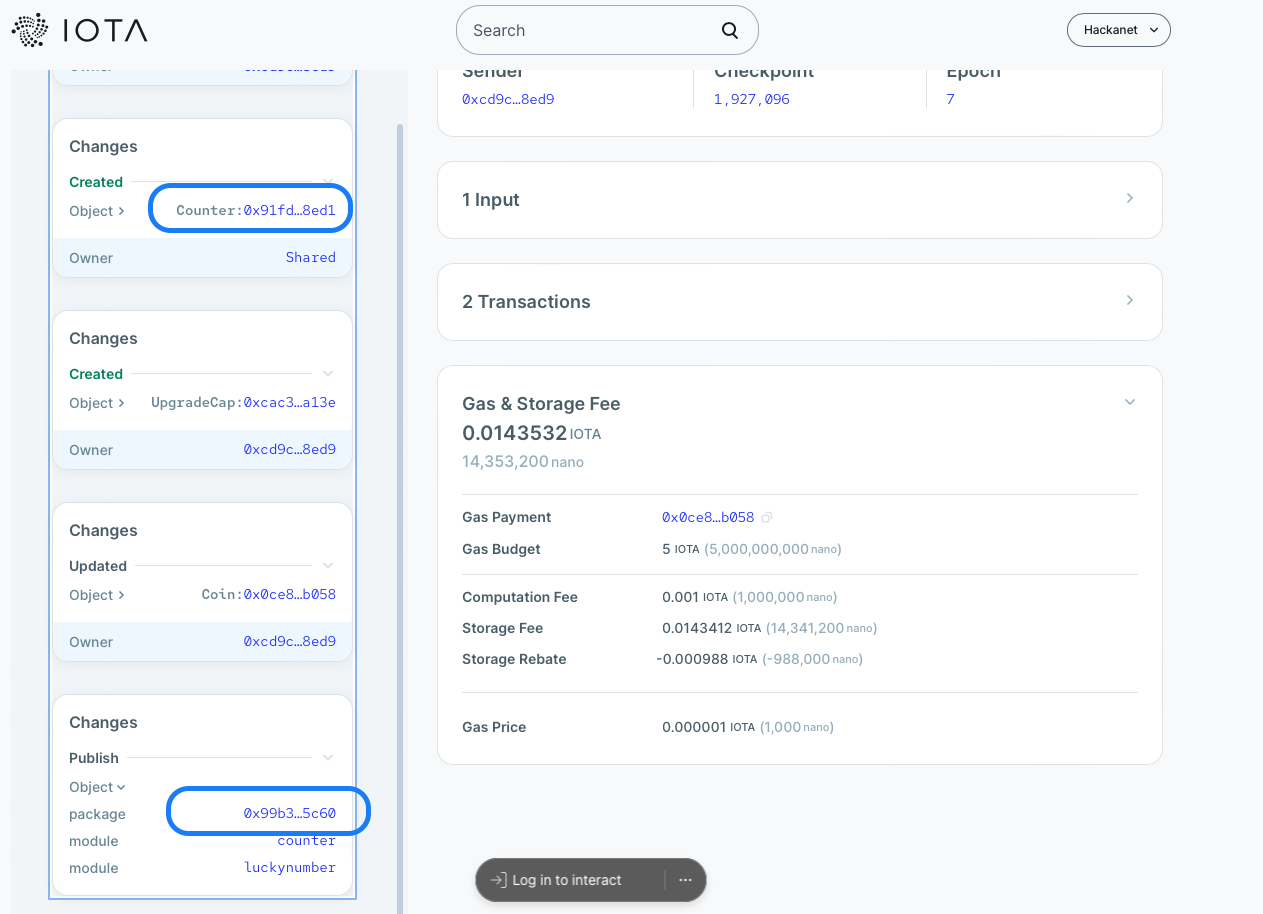 IOTA
Search
Hackanet
Owner
Changes
Created
Object
Counter:0x91fd…8ed1
Owner
Shared
Changes
Created
Object
UpgradeCap:0xcac3…a13e
Owner
0xcd9c…8ed9
Changes
Updated
Object
Coin:0x0ce8…b058
Owner
0xcd9c…8ed9
Changes
Publish
Object
package
0x99b3…5c60
module
counter
module
luckynumber
Sender
0xcd9c…8ed9
Checkpoint
1,927,096
Epoch
7
1 Input
2 Transactions
Gas & Storage Fee
0.0143532 IOTA
14,353,200 nano
Gas Payment
0x0ce8…b058
Gas Budget
5 IOTA (5,000,000,000 nano)
Computation Fee
0.001 IOTA (1,000,000 nano)
Storage Fee
0.0143412 IOTA (14,341,200 nano)
Storage Rebate
-0.000988 IOTA (-988,000 nano)
Gas Price
0.000001 IOTA (1,000 nano)
Log in to interact